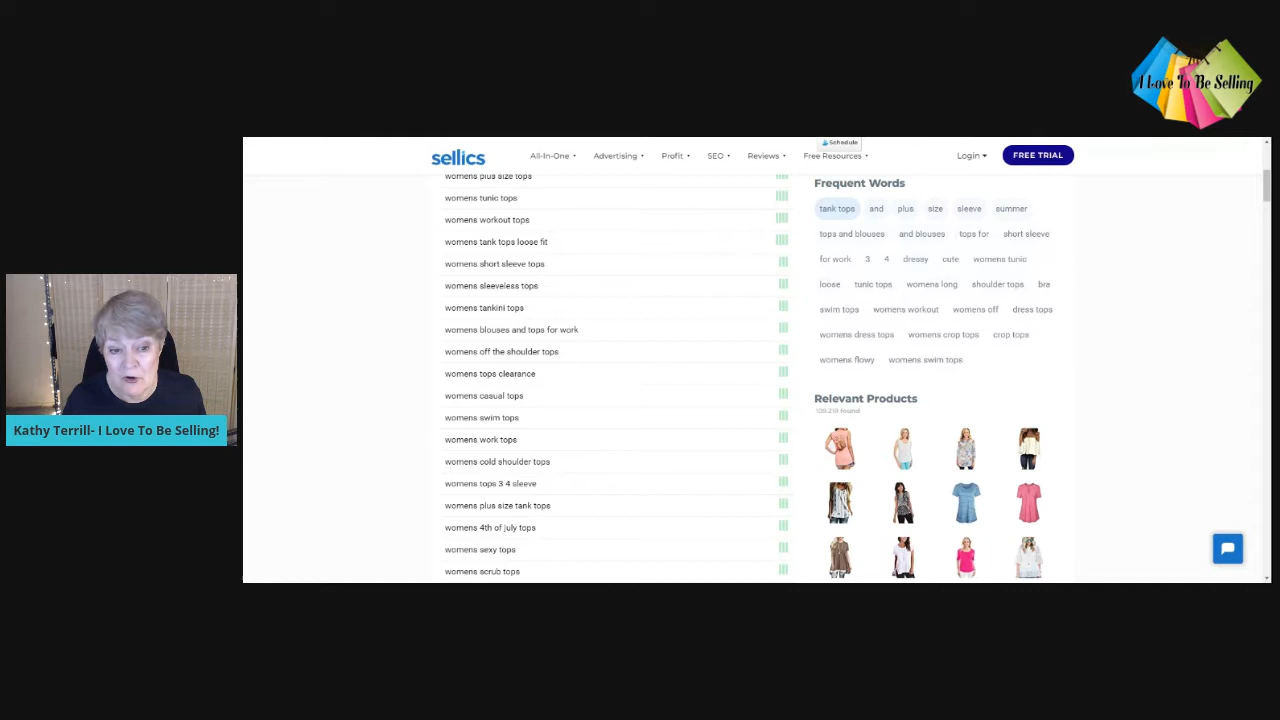 I Love To Be Selling
Schedule
sellics
All-In-One
Advertising
Profit
SEO
Reviews
Free Resources
Login
FREE TRIAL
womens plus size tops
womens tunic tops
womens workout tops
womens tank tops loose fit
womens short sleeve tops
womens sleeveless tops
womens tankini tops
womens blouses and tops for work
womens off the shoulder tops
womens tops clearance
womens casual tops
womens swim tops
womens work tops
womens cold shoulder tops
womens tops 3 4 sleeve
womens plus size tank tops
womens 4th of july tops
womens sexy tops
womens scrub tops
Frequent Words
tank tops and plus size sleeve summer
tops and blouses and blouses tops for short sleeve
for work 3 4 dressy cute womens tunic
loose tunic tops womens long shoulder tops bra
swim tops womens workout womens off dress tops
womens dress tops womens crop tops crop tops
womens flowy womens swim tops
Relevant Products
109.219 found
Kathy Terrill- I Love To Be Selling!